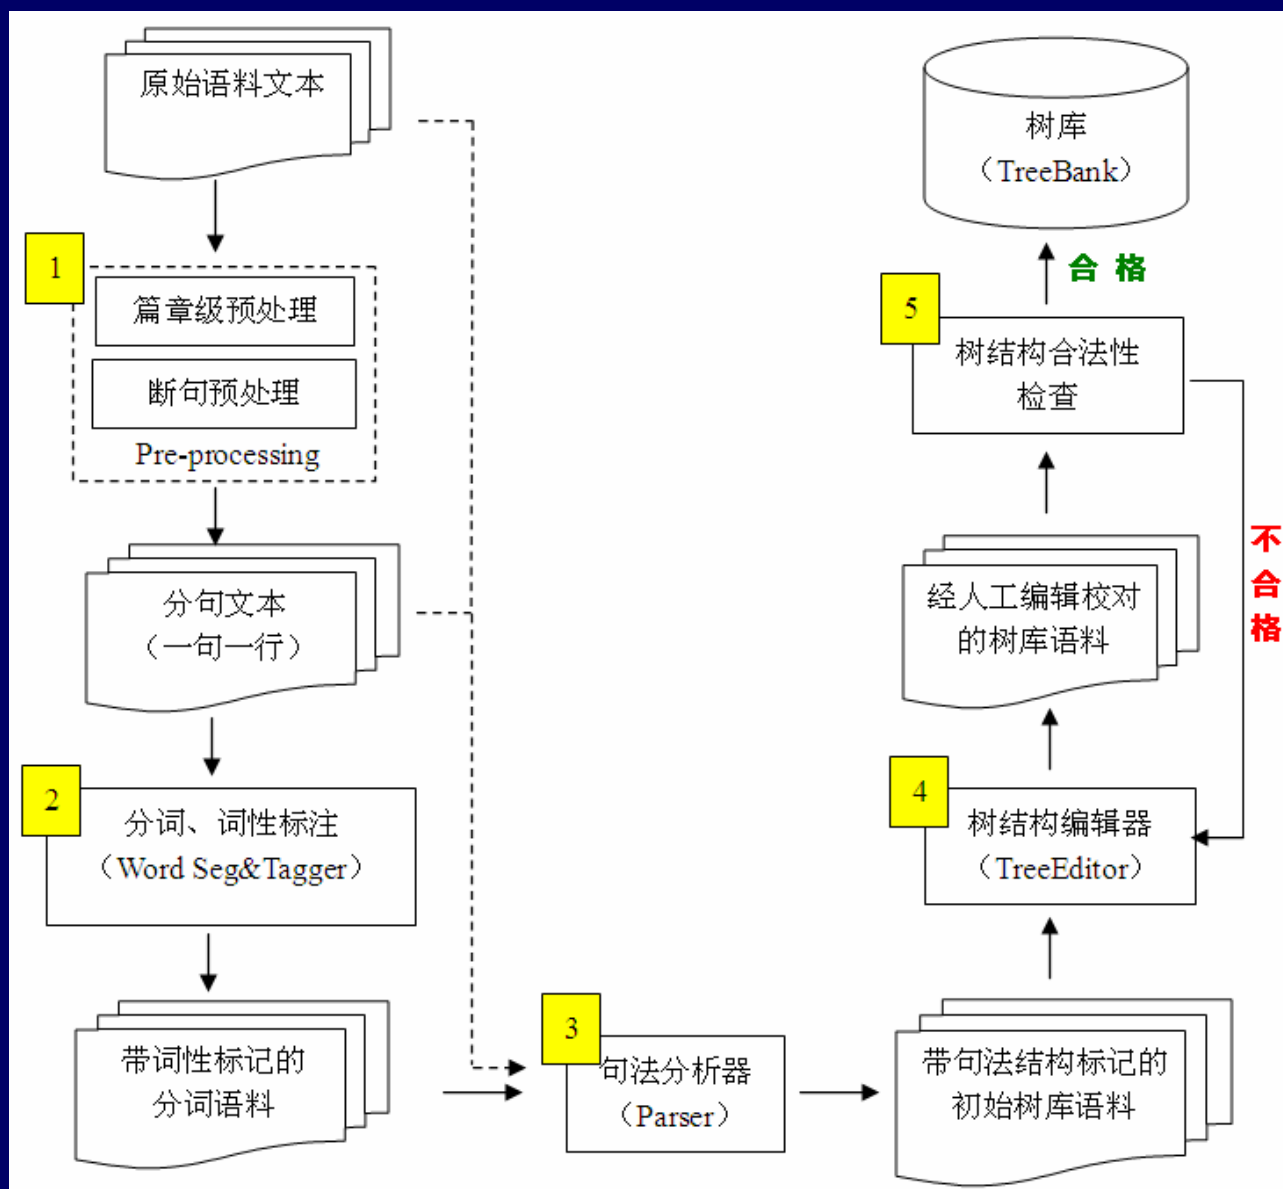 原始语料文本
1
篇章级预处理
断句预处理
Pre-processing
分句文本
（一句一行）
2
分词、词性标注
（Word Seg&Tagger）
带词性标记的
分词语料
3
句法分析器
（Parser）
带句法结构标记的
初始树库语料
4
树结构编辑器
（TreeEditor）
经人工编辑校对
的树库语料
5
树结构合法性
检查
不合格
合格
树库
（TreeBank）